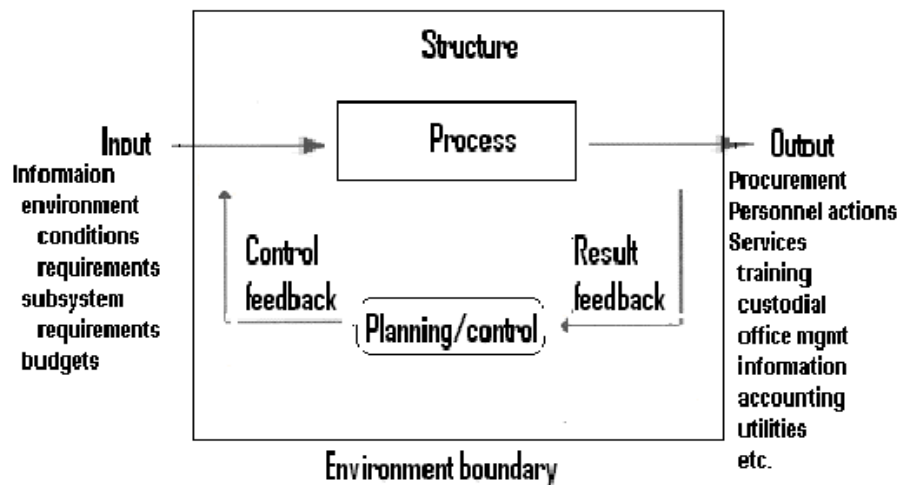 Structure
Process
Input
Informaion
environment
conditions
requirements
subsystem
requirements
budgets
Control
feedback
Planning/control
Result
feedback
Output
Procurement
Personnel actions
Services
training
custodial
office mgmt
information
accounting
utilities
etc.
Environment boundary